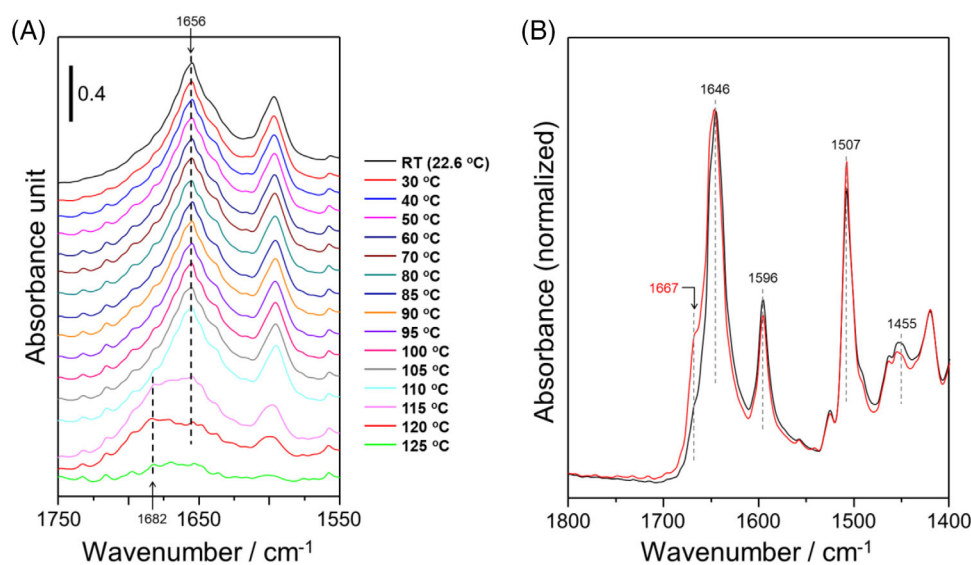 (A)
1656
0.4
Absorbance unit
RT (22.6 °C)
30 °C
40 °C
50 °C
60 °C
70 °C
80 °C
85 °C
90 °C
95 °C
100 °C
105 °C
110 °C
115 °C
120 °C
125 °C
1682
1750
1650
1550
Wavenumber / cm⁻¹
(B)
1646
1507
1667
1596
1455
Absorbance (normalized)
1800
1700
1600
1500
1400
Wavenumber / cm⁻¹